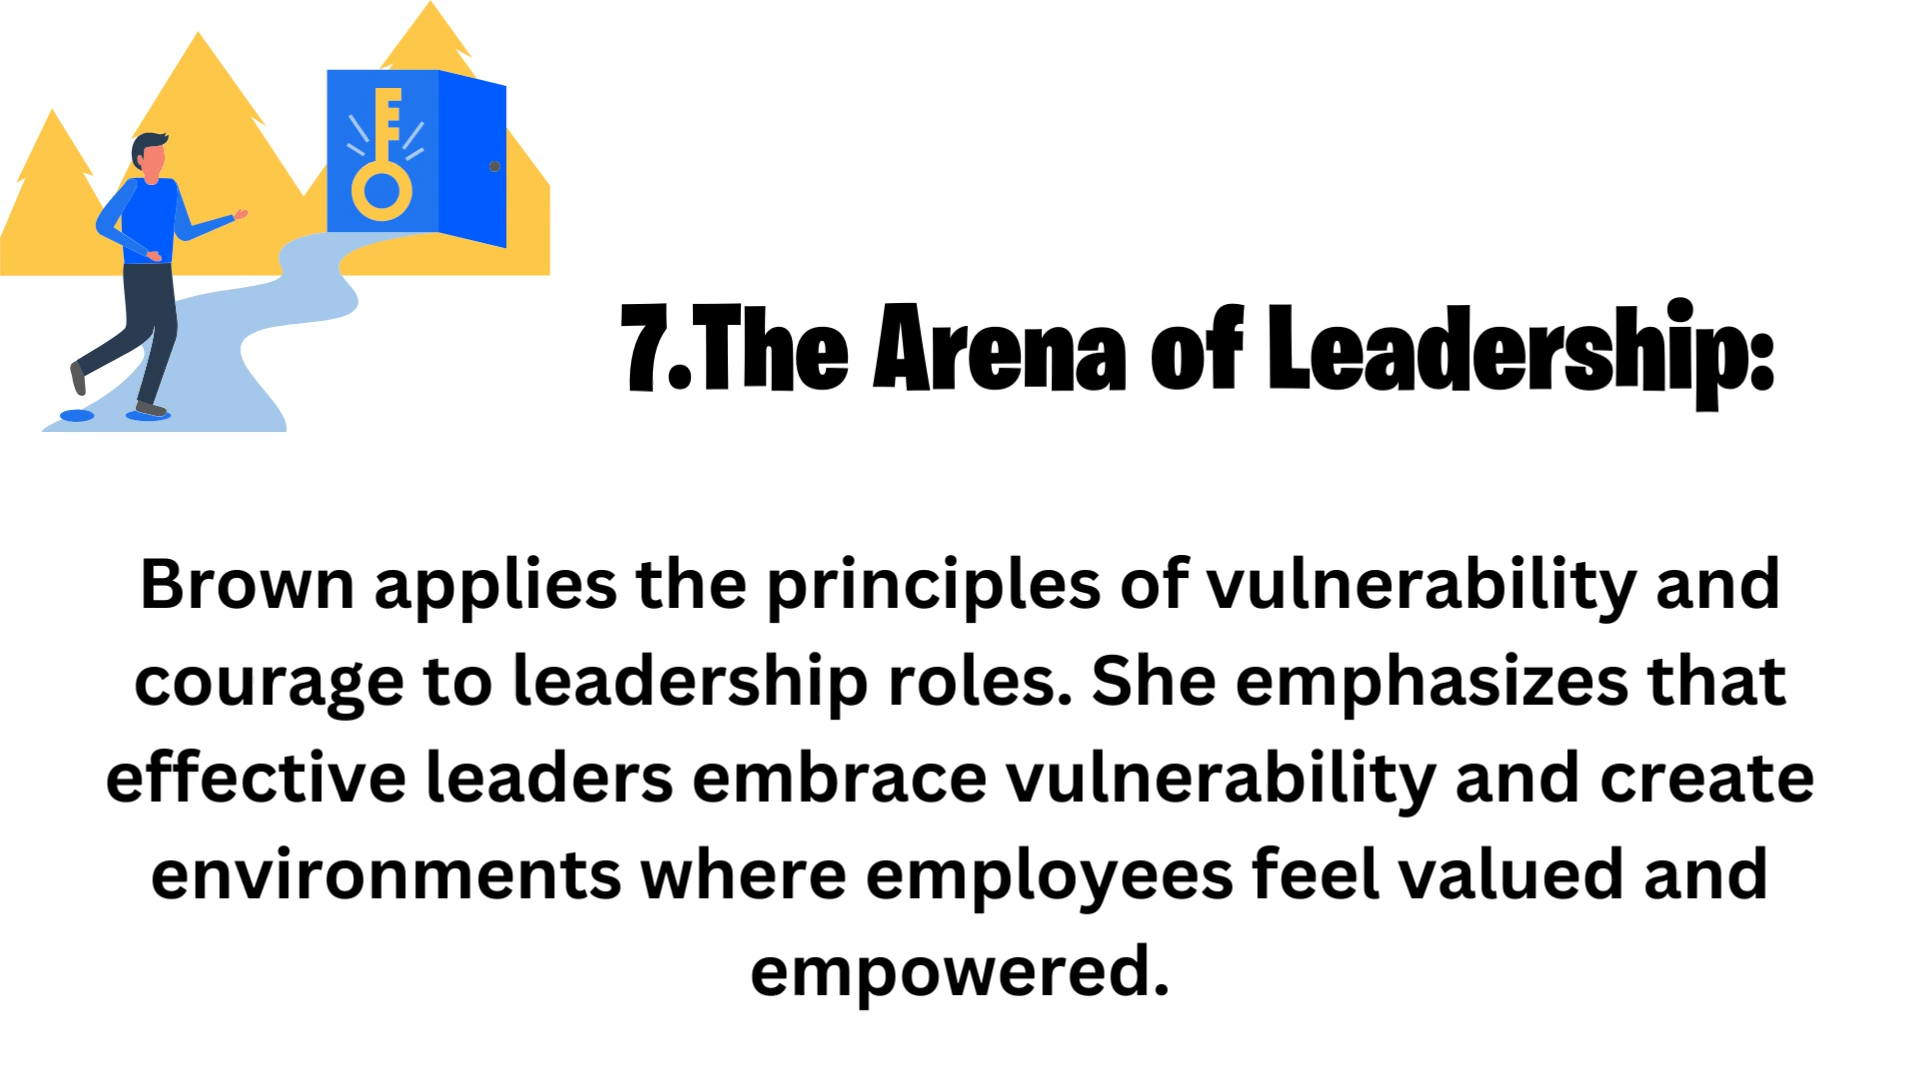 7.The Arena of Leadership:
Brown applies the principles of vulnerability and
courage to leadership roles. She emphasizes that
effective leaders embrace vulnerability and create
environments where employees feel valued and
empowered.